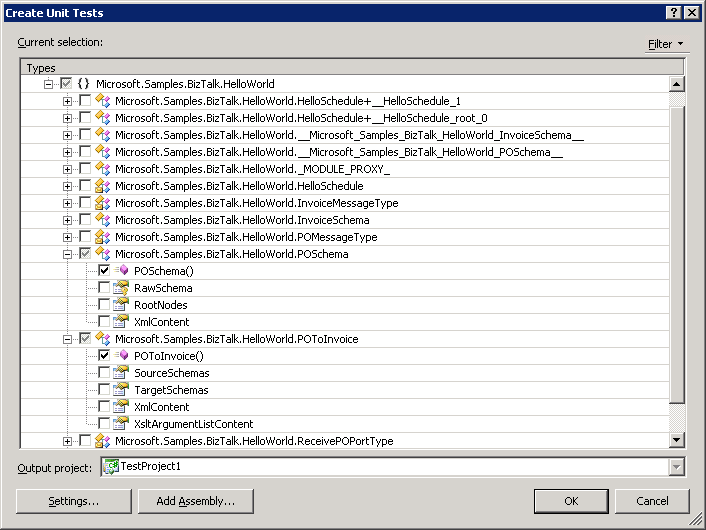 Create Unit Tests
Current selection:
Filter
Types
{} Microsoft.Samples.BizTalk.HelloWorld
Microsoft.Samples.BizTalk.HelloWorld.HelloSchedule+__HelloSchedule_1
Microsoft.Samples.BizTalk.HelloWorld.HelloSchedule+__HelloSchedule_root_0
Microsoft.Samples.BizTalk.HelloWorld.__Microsoft_Samples_BizTalk_HelloWorld_InvoiceSchema__
Microsoft.Samples.BizTalk.HelloWorld.__Microsoft_Samples_BizTalk_HelloWorld_POSchema__
Microsoft.Samples.BizTalk.HelloWorld._MODULE_PROXY_
Microsoft.Samples.BizTalk.HelloWorld.HelloSchedule
Microsoft.Samples.BizTalk.HelloWorld.InvoiceMessageType
Microsoft.Samples.BizTalk.HelloWorld.InvoiceSchema
Microsoft.Samples.BizTalk.HelloWorld.POMessageType
Microsoft.Samples.BizTalk.HelloWorld.POSchema
POSchema()
RawSchema
RootNodes
XmlContent
Microsoft.Samples.BizTalk.HelloWorld.POToInvoice
POToInvoice()
SourceSchemas
TargetSchemas
XmlContent
XsltArgumentListContent
Microsoft.Samples.BizTalk.HelloWorld.ReceivePOPortType
Output project:
TestProject1
Settings...
Add Assembly...
OK
Cancel